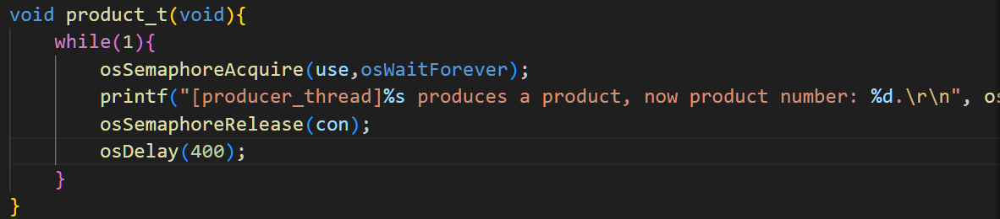 void product_t(void){
while(1){
osSemaphoreAcquire(use,osWaitForever);
printf("[producer_thread]%s produces a product, now product number: %d.\r\n", os
osSemaphoreRelease(con);
osDelay(400);
}
}